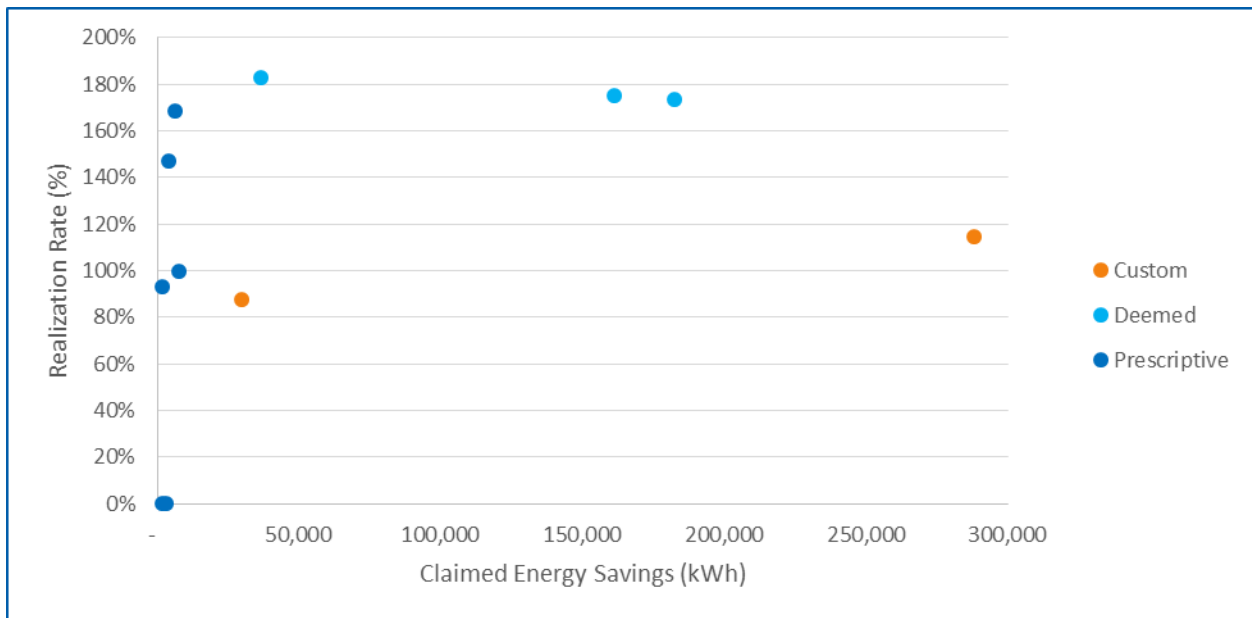 200%
180%
160%
140%
120%
100%
80%
60%
40%
20%
0%
Realization Rate (%)
- 50,000 100,000 150,000 200,000 250,000 300,000
Claimed Energy Savings (kWh)
Custom
Deemed
Prescriptive